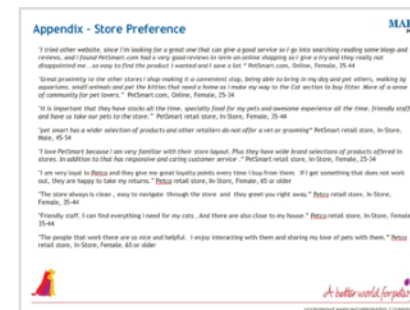 Appendix - Store Preference
MAR
"I tried other website, since I'm looking for a great one that can give a good service so I go into searching reading some blogs and
reviews, and I found PetSmart.com had a very good reviews in term on online shopping so I give a try and they really not
disappointed me...so easy to find the product I wanted and I save a lot." PetSmart.com, Online, Female, 35-44
"Great proximity to the other stores I shop making it a convenient stop, being able to bring in my dog and pet others, walking by
aquariums, small animals and pet the kitties that need a home as I make my way to the Cat section to buy litter. More of a sense
of community for pet lovers." PetSmart.com, Online, Female, 25-34
"It is important that they have stocks all the time, specialty food for my pets and awesome experience all the time, friendly staff
and have us take our pets to the store." PetSmart retail store, In-Store, Female, 25-44
"pet smart has a wider selection of products and other retailers do not offer a vet or grooming" PetSmart retail store, In-Store,
Male, 45-54
"I love PetSmart because I am very familiar with their store layout. Plus they have wide brand selections of products offered in
stores. In addition to that has responsive and caring customer service ." PetSmart retail store, In-Store, Female, 25-34
"I am very loyal to Petco and they give me great loyalty points every time I buy from them. If I get something that does not work
out, they are happy to take my returns." Petco retail store, In-Store, Female, 65 or older
"The store always is clean , easy to navigate through the store and they greet you right away." Petco retail store, In-Store,
Female, 35-44
"Friendly staff, I can find everything I need for my cats . And there are also close to my house." Petco retail store, In-Store, Female
35-44
"The people that work there are so nice and helpful. I enjoy interacting with them and sharing my love of pets with them." Petco
retail store, In-Store, Female, 65 or older
A better world for pets